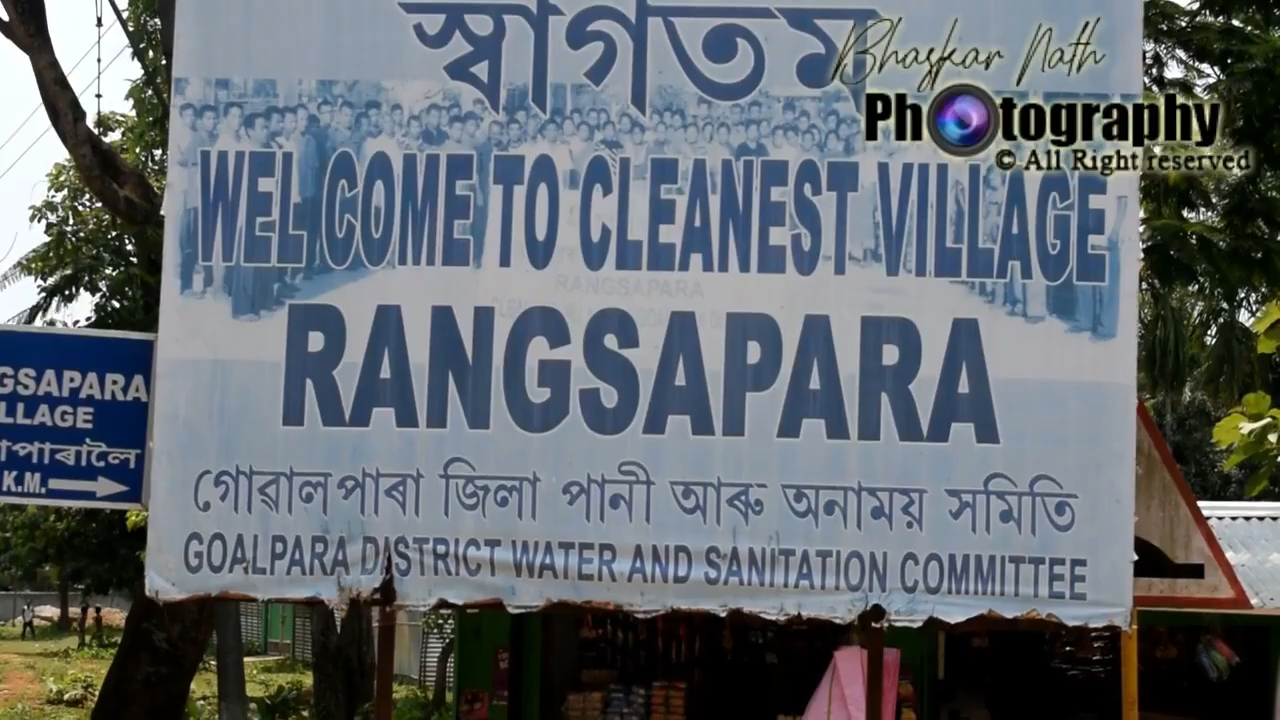 স্বাগতম
Bhaskar Nath
Photography
© All Right reserved
WEL COME TO CLEANEST VILLAGE
RANGSAPARA
RANGSAPARA
গোৱালপাৰা জিলা পানী আৰু অনাময় সমিতি
GOALPARA DISTRICT WATER AND SANITATION COMMITTEE
GSAPARA
LLAGE
াপাৰালৈ
K.M.